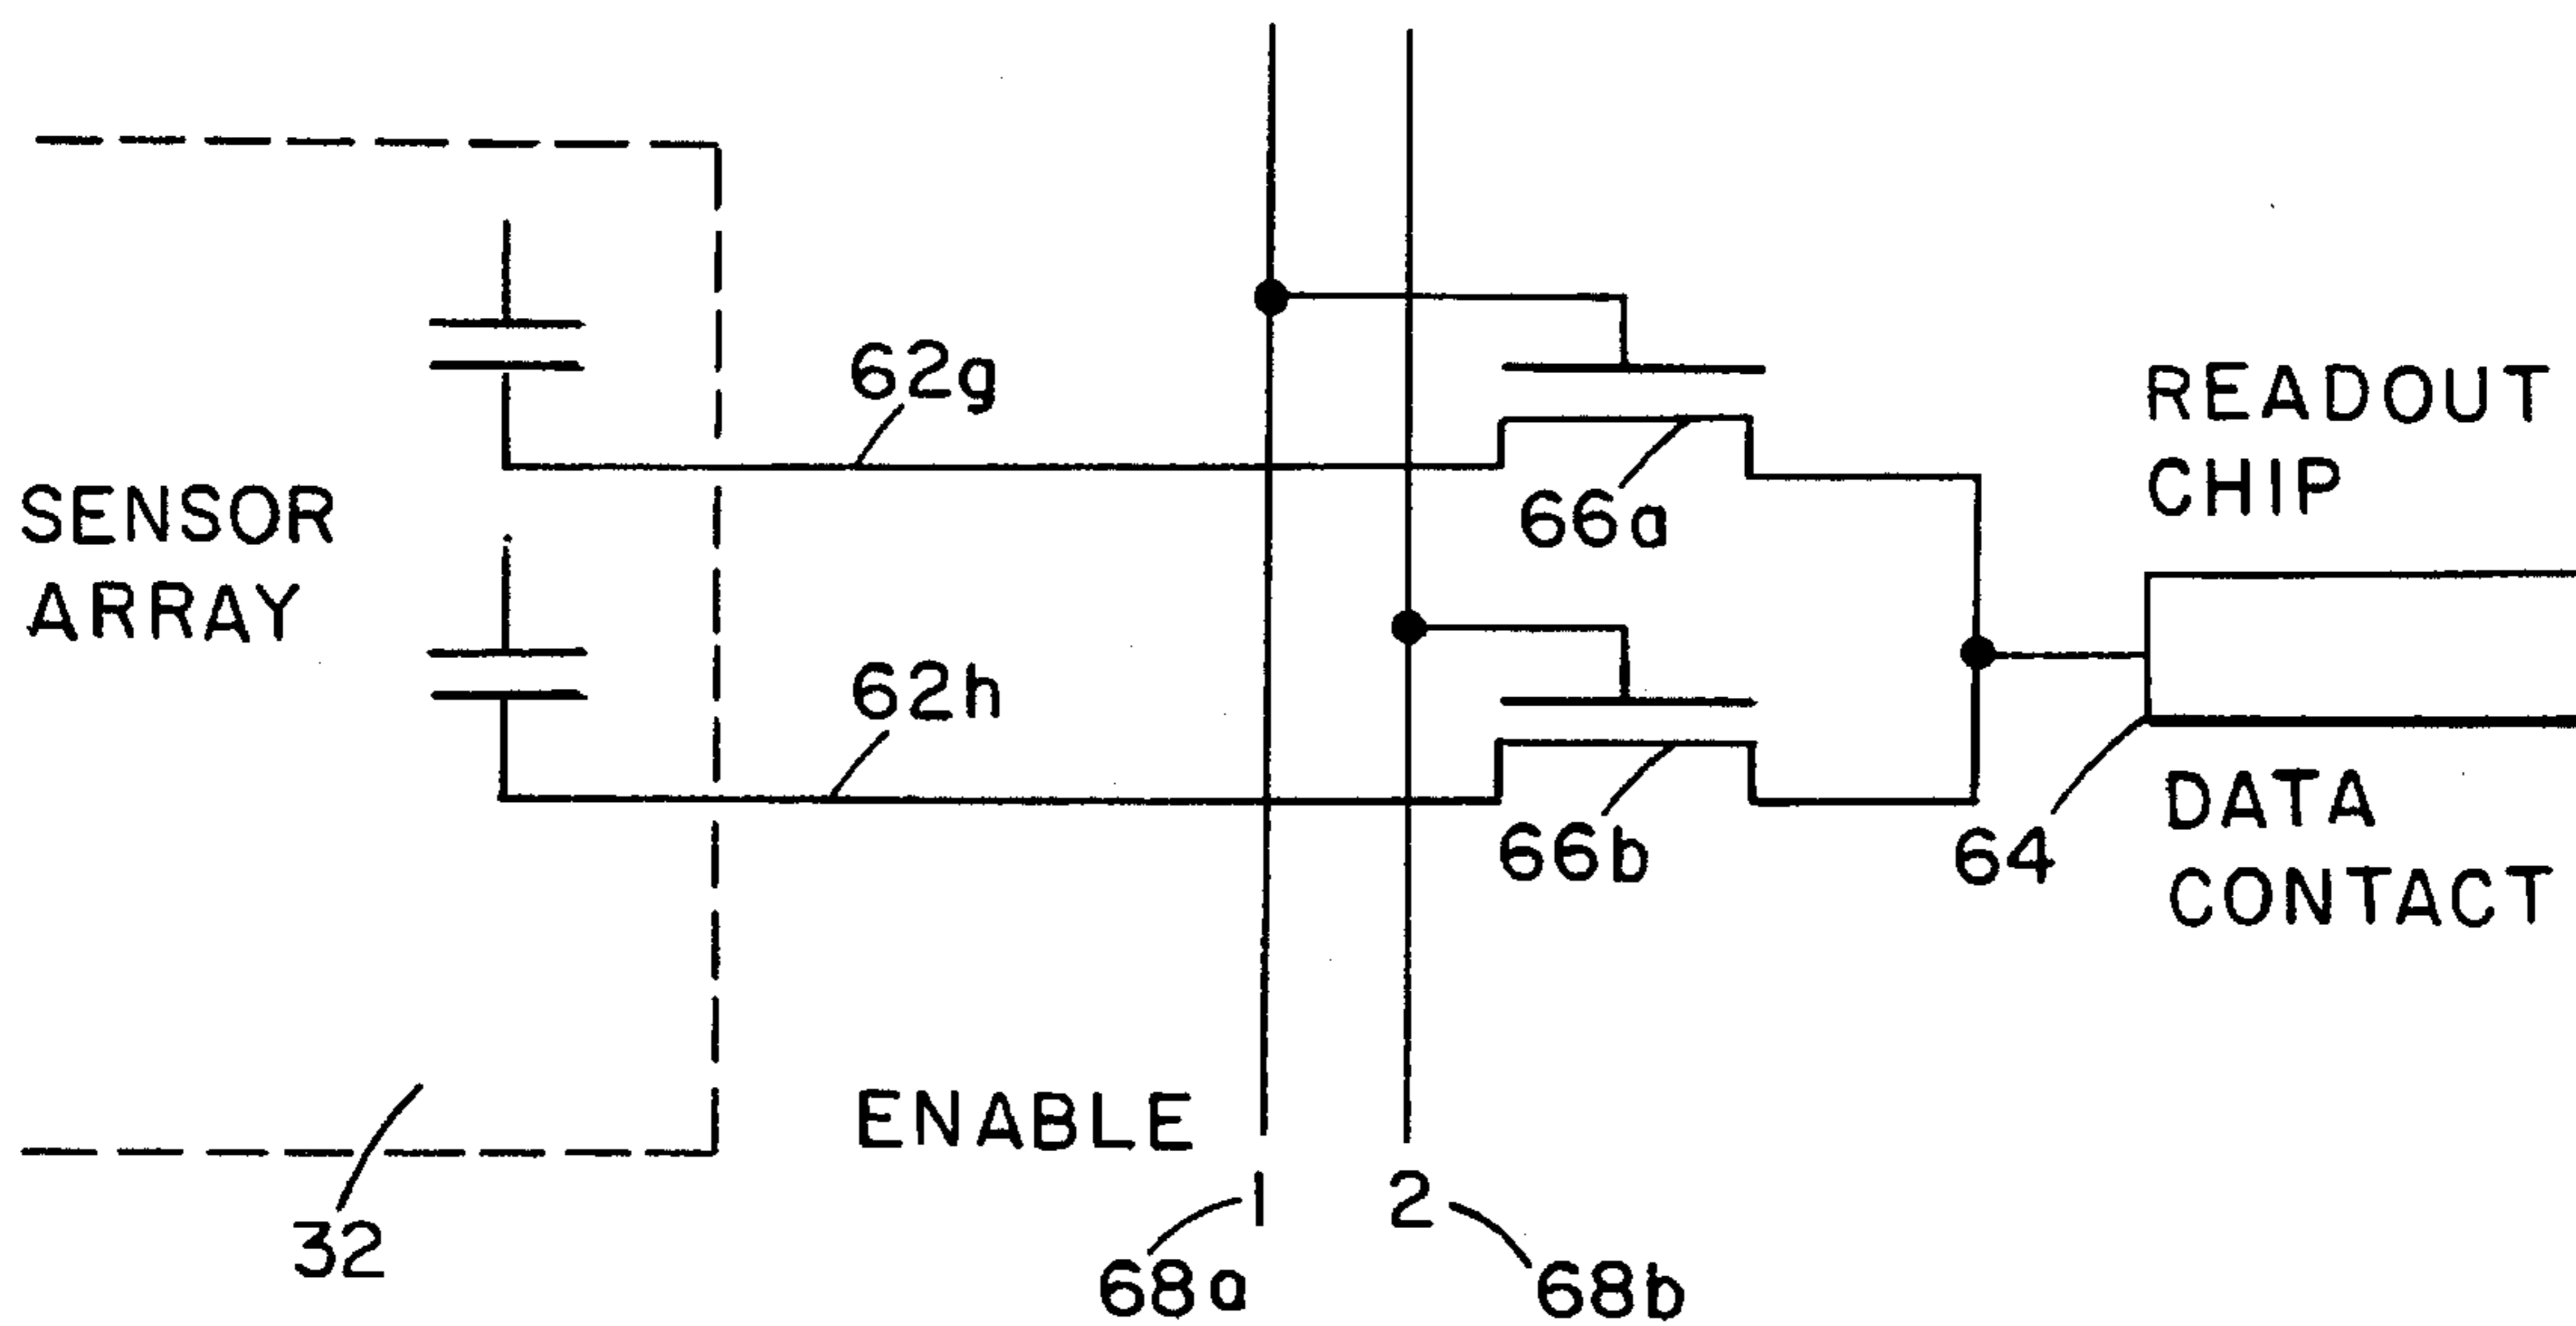 62g
READOUT
CHIP
SENSOR
ARRAY
66a
62h
66b
64
DATA
CONTACT
ENABLE
1
2
32
68a
68b